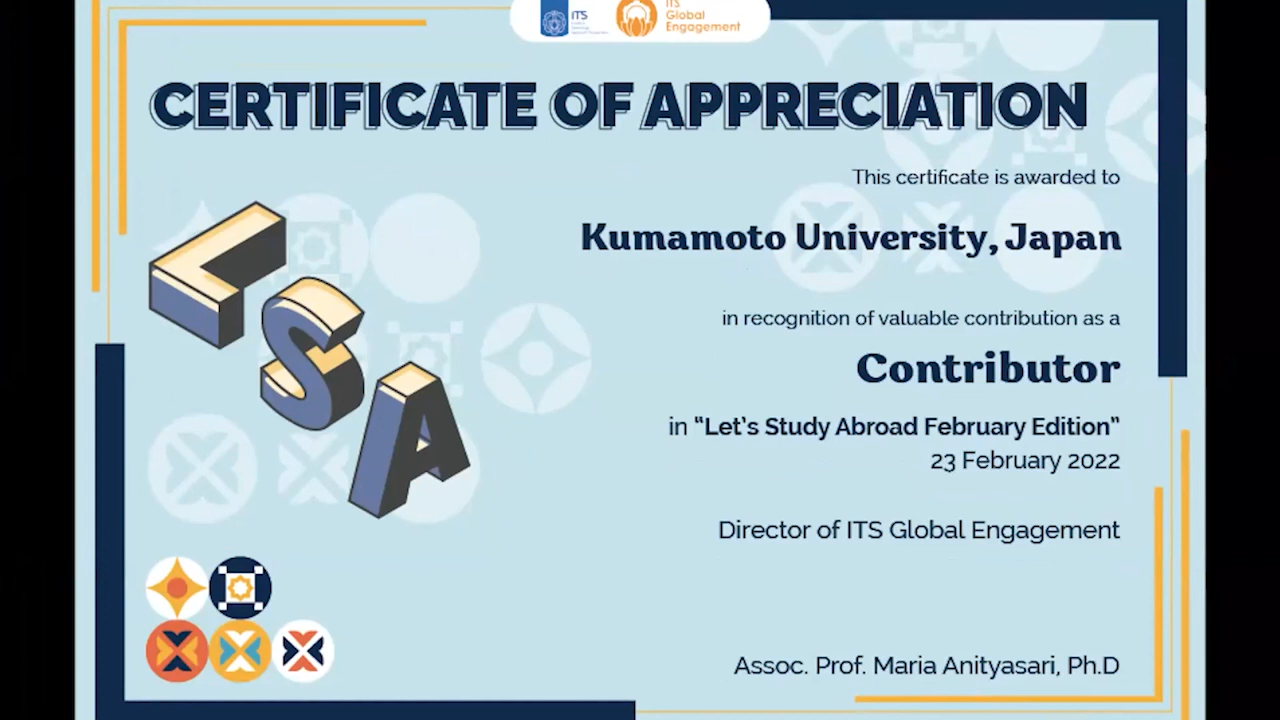 ITS
ITS
Global
Engagement
CERTIFICATE OF APPRECIATION
This certificate is awarded to
Kumamoto University, Japan
in recognition of valuable contribution as a
Contributor
in “Let’s Study Abroad February Edition”
23 February 2022
LSA
Director of ITS Global Engagement
Assoc. Prof. Maria Anityasari, Ph.D